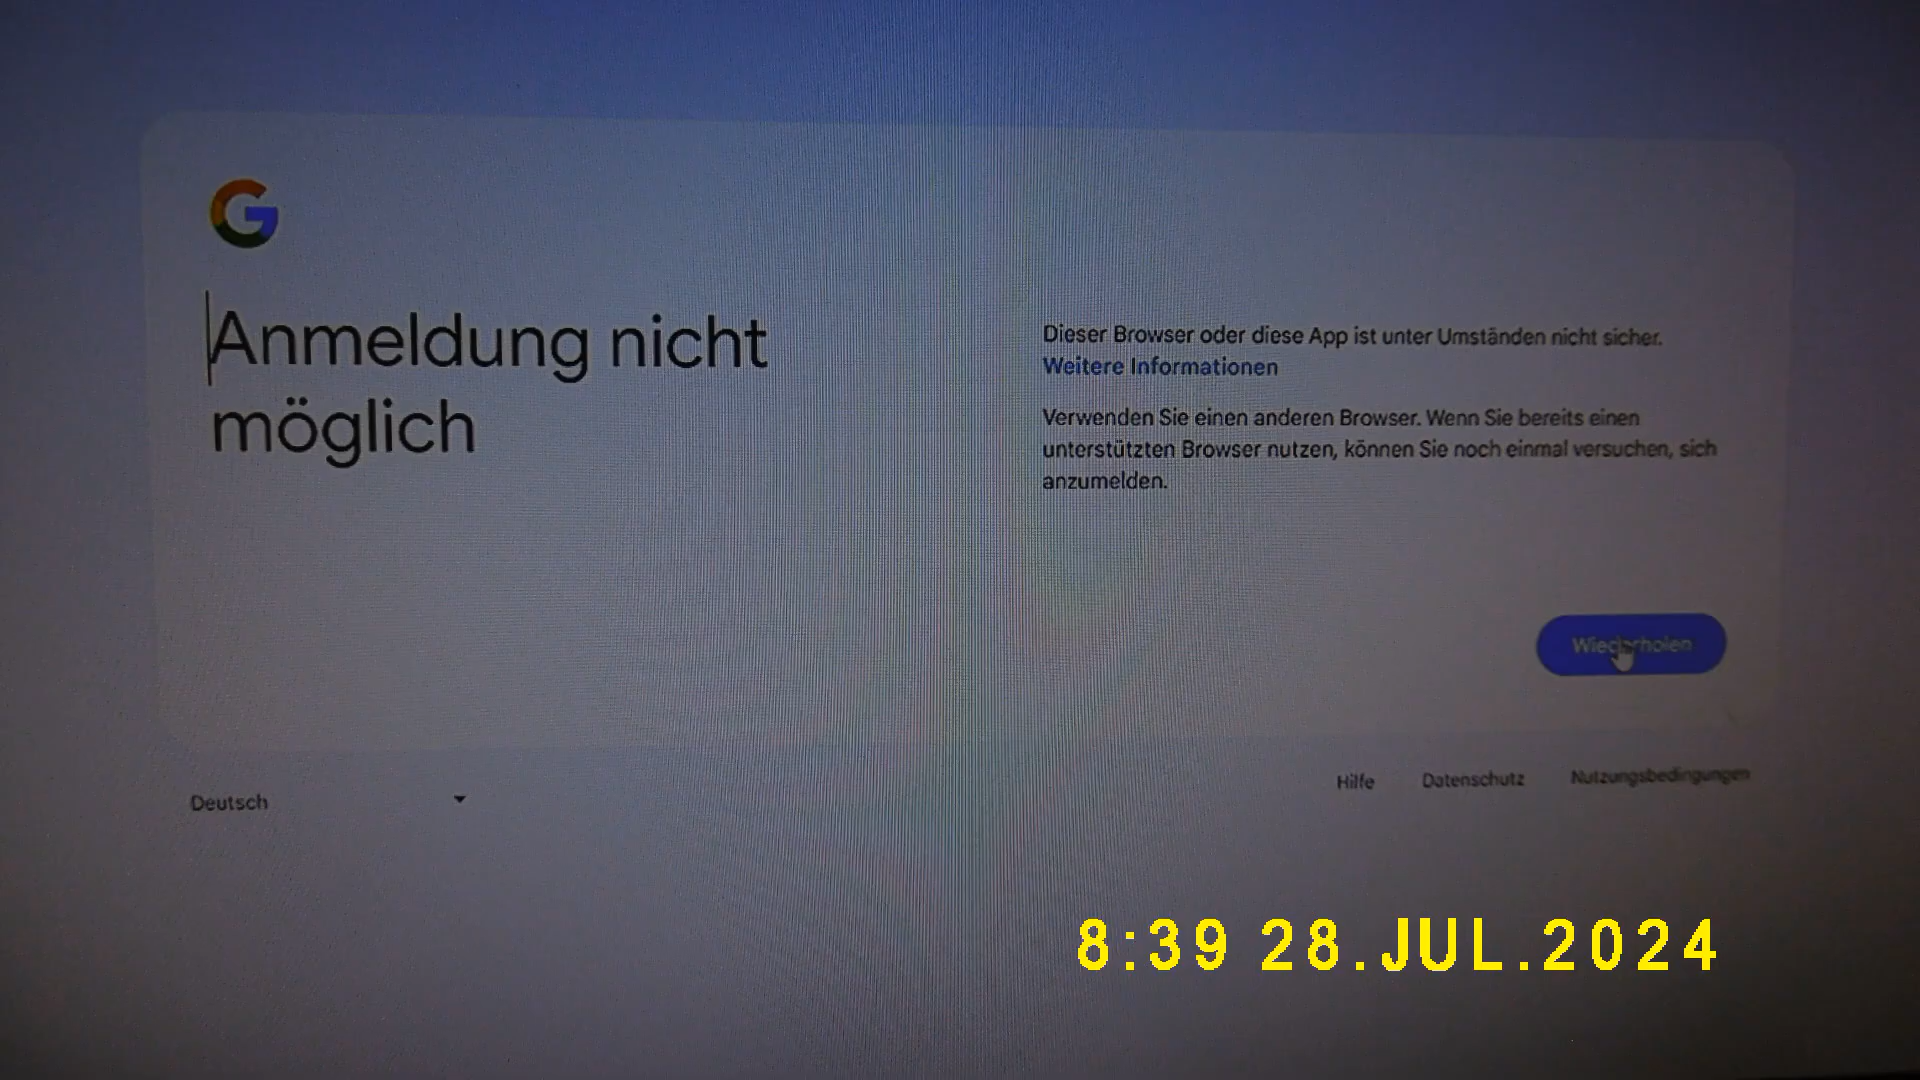 Anmeldung nicht
möglich
Dieser Browser oder diese App ist unter Umständen nicht sicher.
Weitere Informationen
Verwenden Sie einen anderen Browser. Wenn Sie bereits einen
unterstützten Browser nutzen, können Sie noch einmal versuchen, sich
anzumelden.
Wiederholen
Deutsch
Hilfe Datenschutz Nutzungsbedingungen
8:39 28.JUL.2024